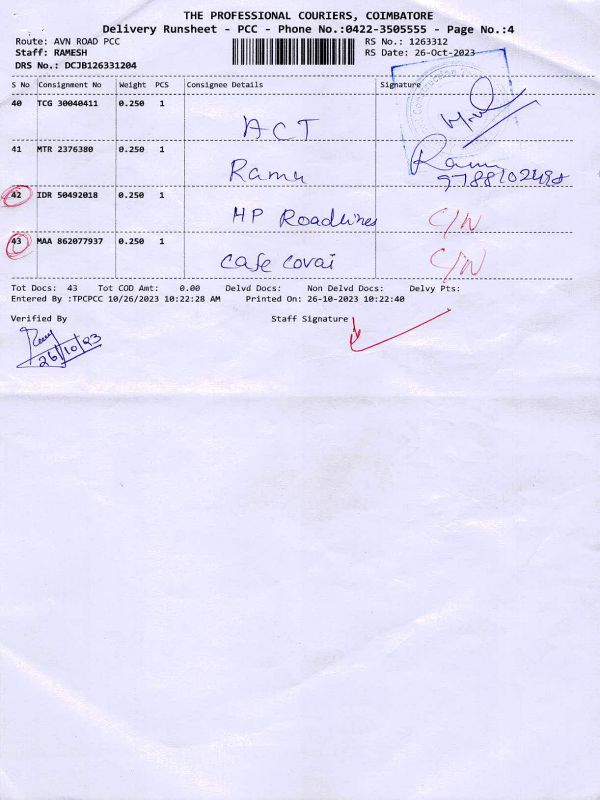 THE PROFESSIONAL COURIERS, COIMBATORE
Delivery Runsheet - PCC - Phone No.:0422-3505555 - Page No.:4
Route: AVN ROAD PCC RS No.: 1263312
Staff: RAMESH RS Date: 26-Oct-2023
DRS No.: DCJB126331204
S No Consignment No Weight PCS Consignee Details Signature
40 TCG 30040411 0.250 1
ACT
41 MTR 2376380 0.250 1
Ramu Ramu
42 IDR 50492018 0.250 1
HP Roadlines C/N
43 MAA 862077937 0.250 1
Cafe Covai C/N
Tot Docs: 43 Tot COD Amt: 0.00 Delvd Docs: Non Delvd Docs: Delvy Pts:
Entered By :TPCPCC 10/26/2023 10:22:28 AM Printed On: 26-10-2023 10:22:40
Verified By Staff Signature
26/10/23